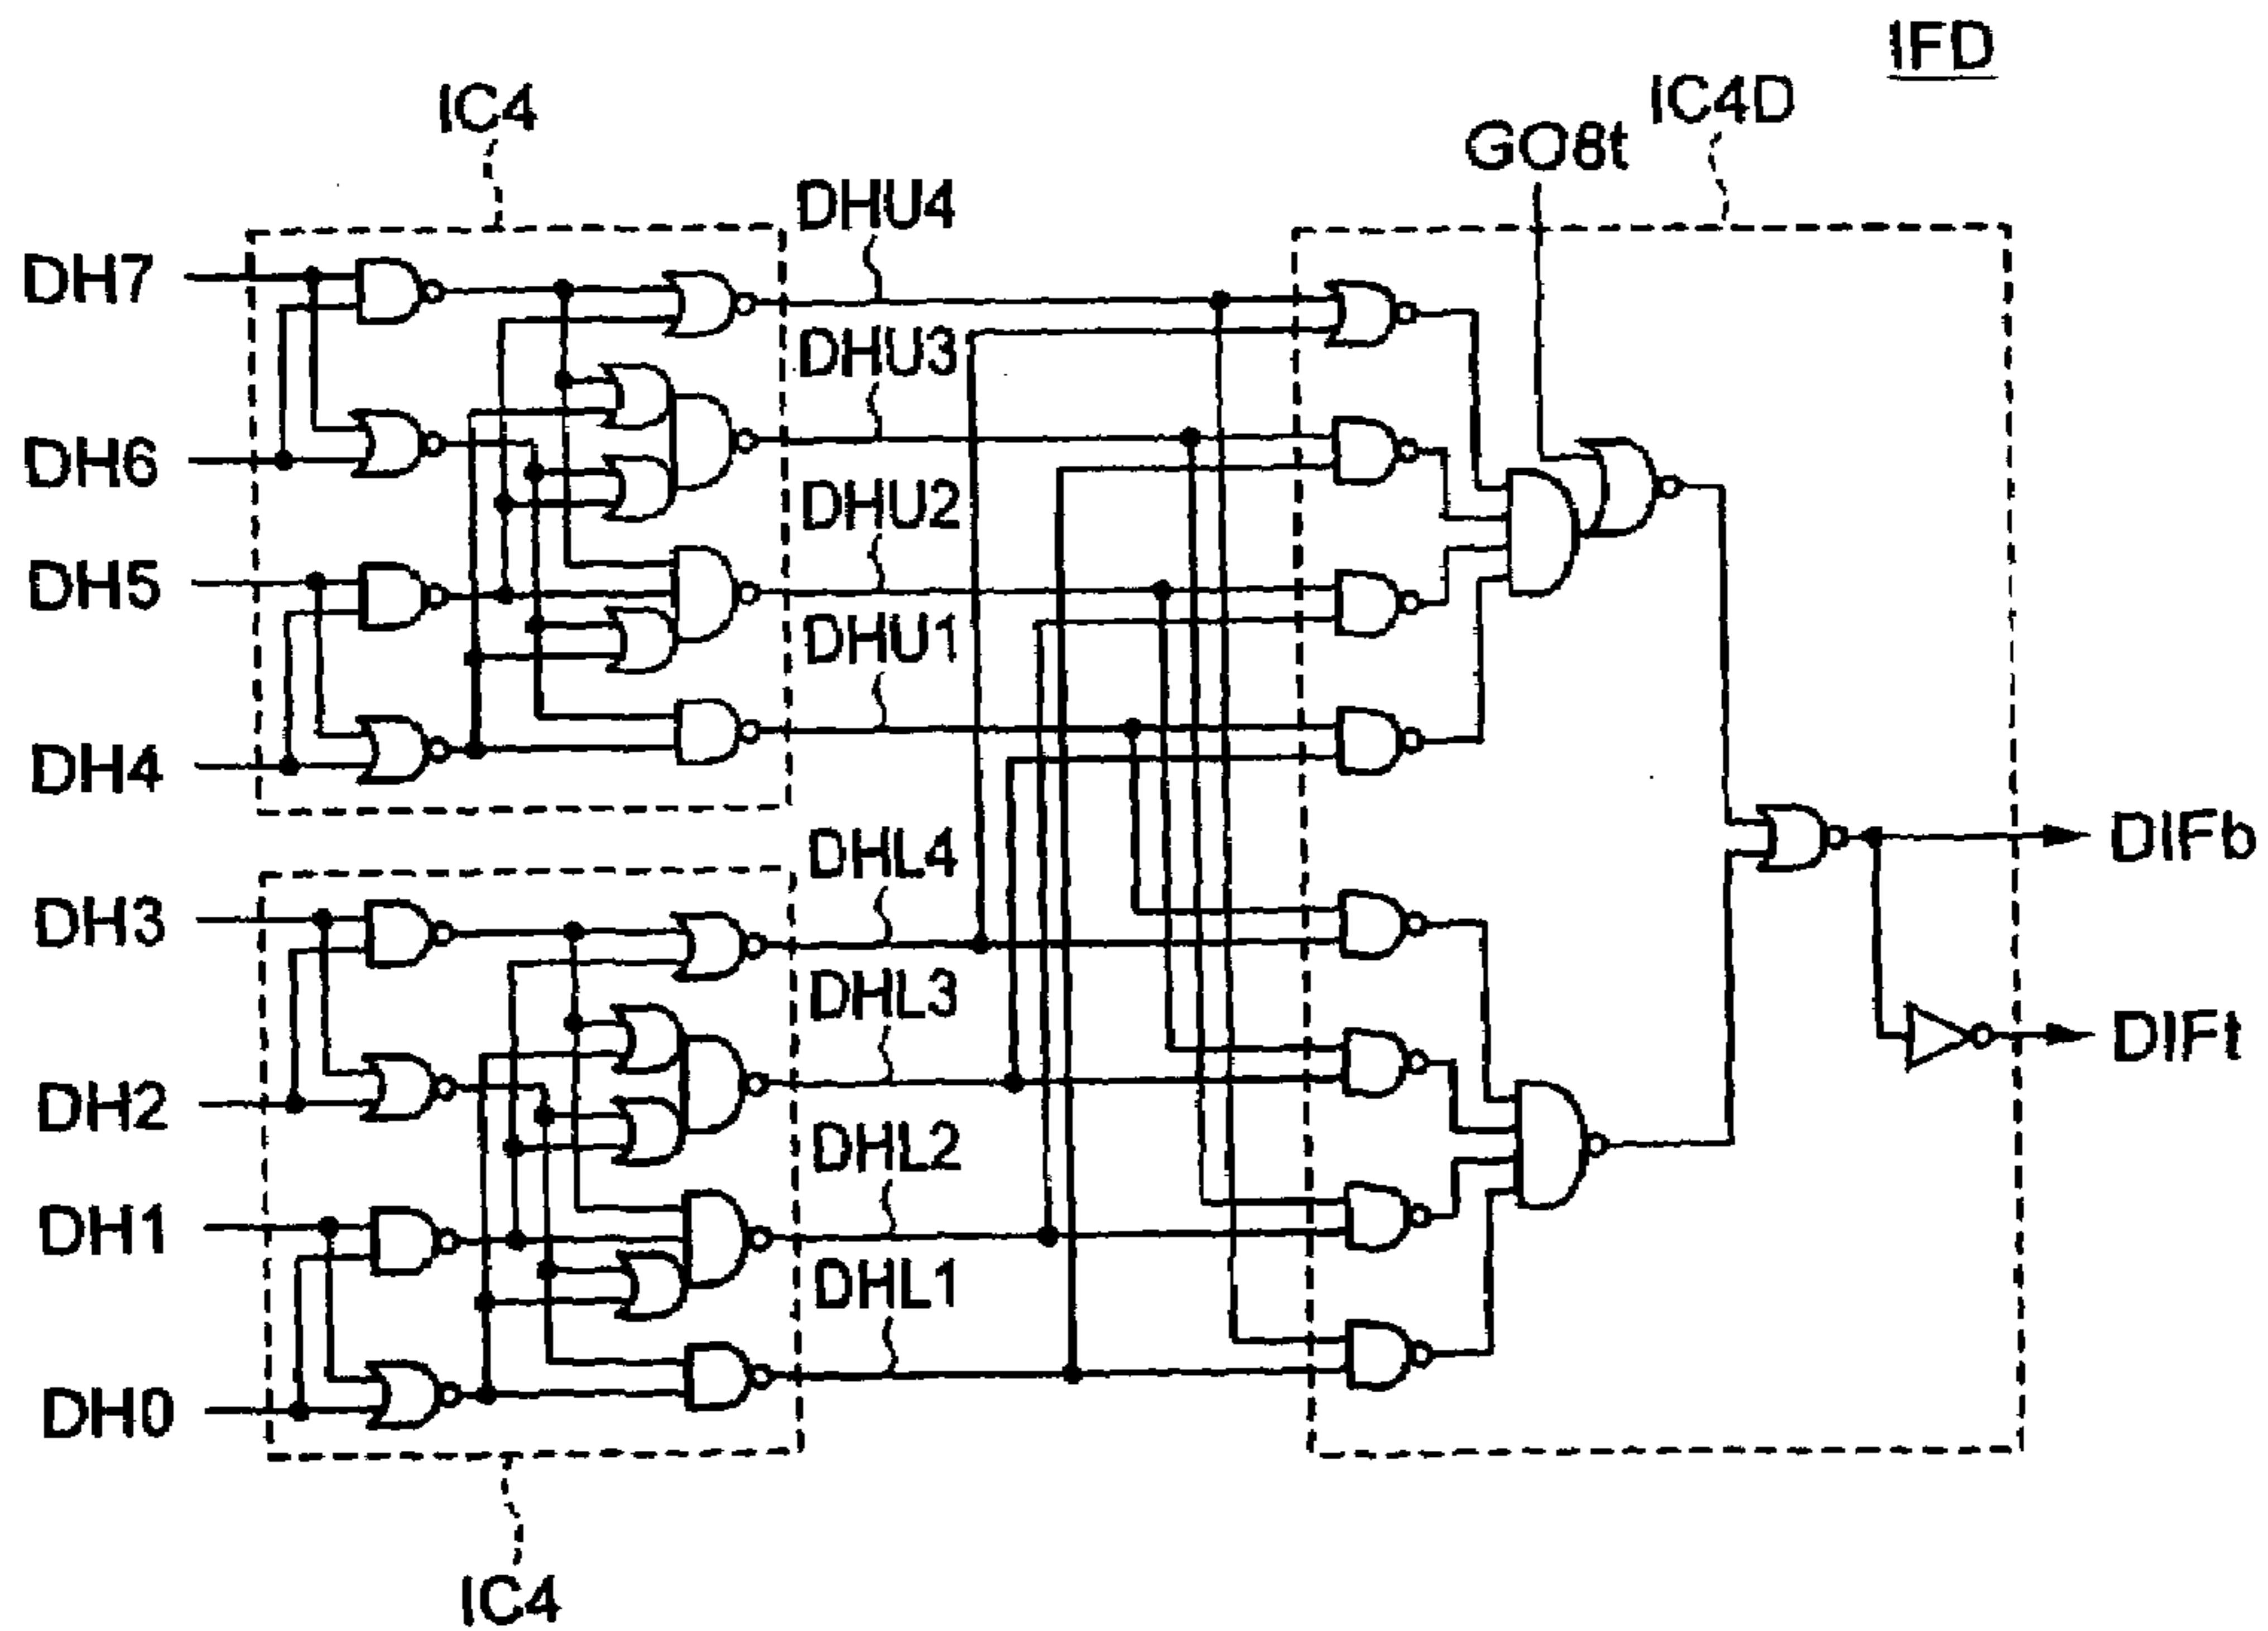 IFD
IC4
IC4D
GO8t
DHU4
DH7
DHU3
DH6
DHU2
DH5
DHU1
DH4
DHL4
DIFb
DH3
DHL3
DIFt
DH2
DHL2
DH1
DHL1
DH0
IC4